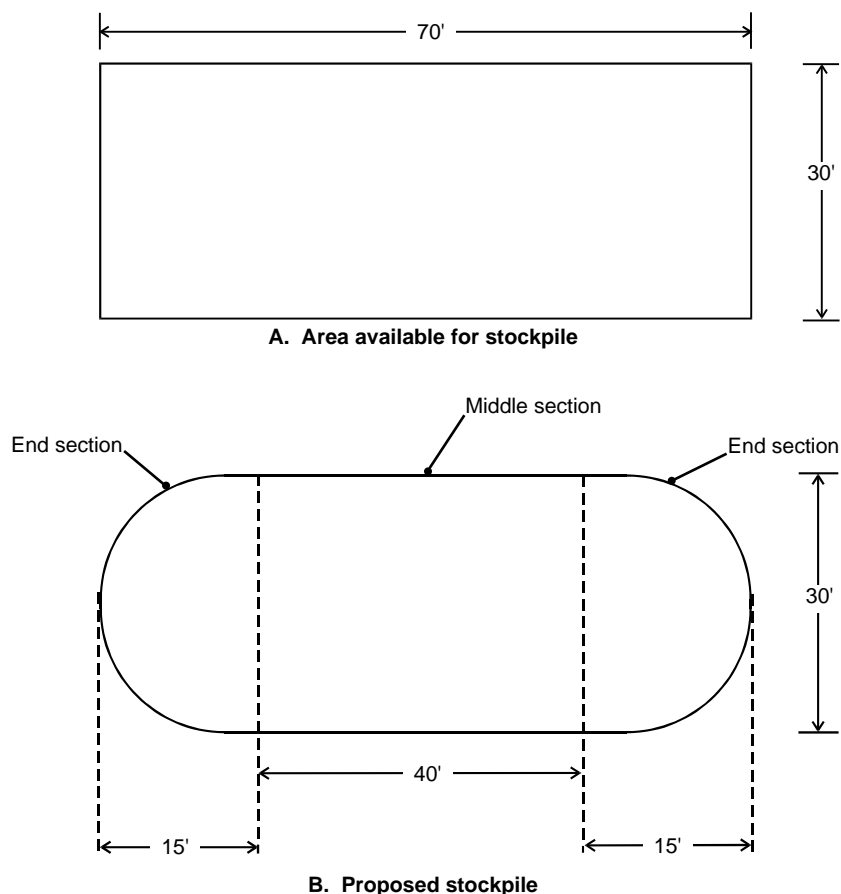 70'
30'
A. Area available for stockpile
Middle section
End section
End section
30'
40'
15'
15'
B. Proposed stockpile